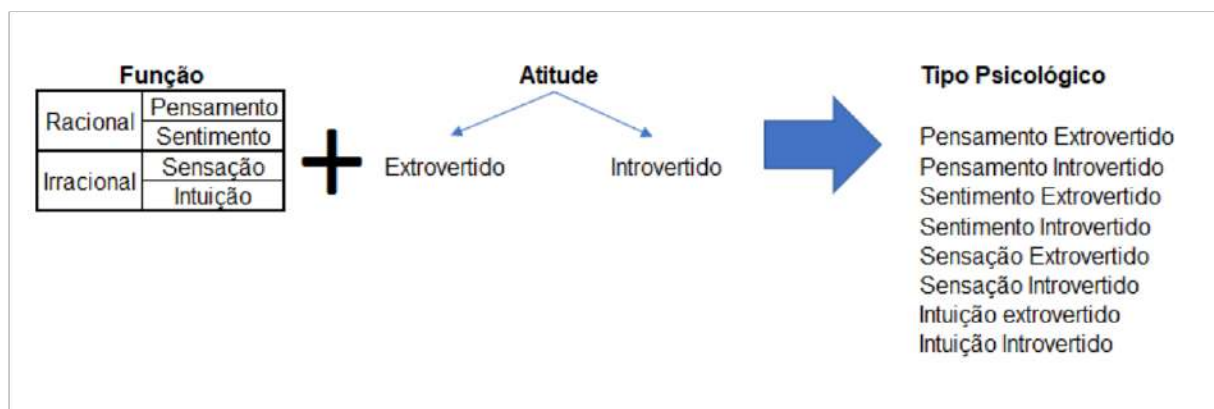 Função
Racional
Pensamento
Sentimento
Irracional
Sensação
Intuição
+
Atitude
Extrovertido
Introvertido
Tipo Psicológico
Pensamento Extrovertido
Pensamento Introvertido
Sentimento Extrovertido
Sentimento Introvertido
Sensação Extrovertido
Sensação Introvertido
Intuição extrovertido
Intuição Introvertido